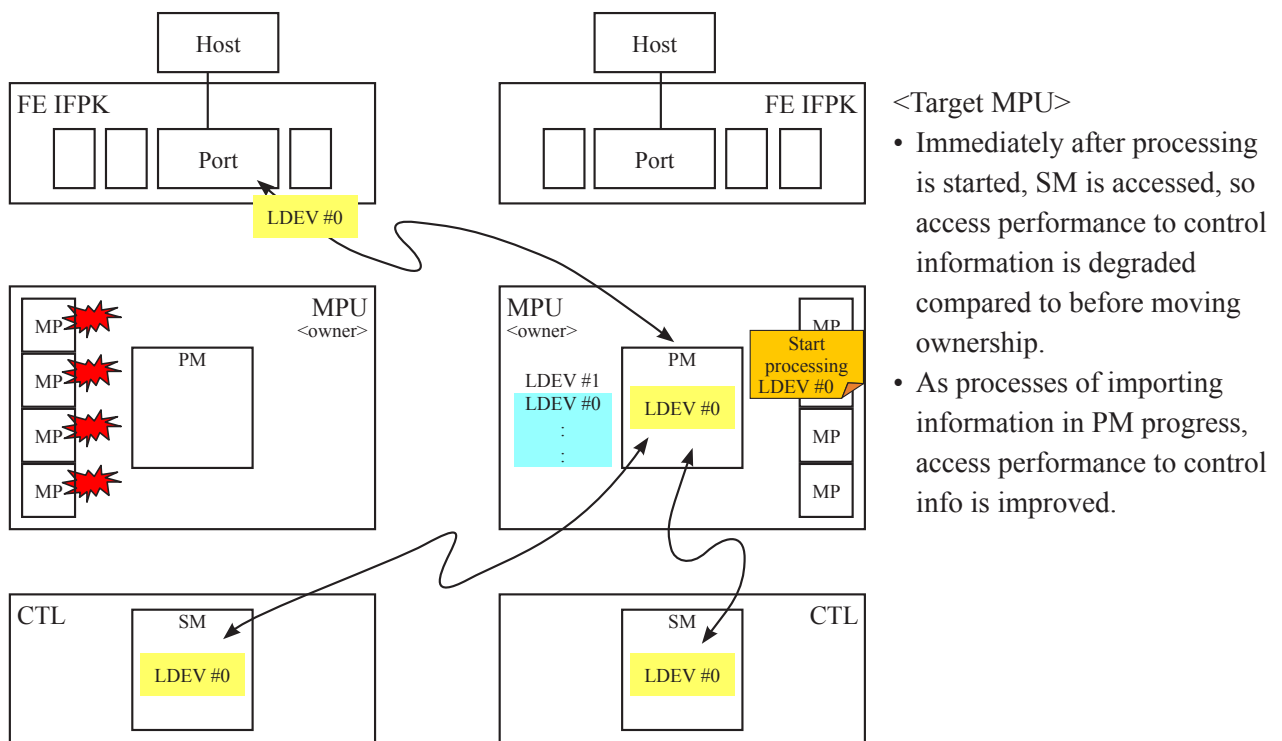 Host
Host
FE IFPK
FE IFPK
Port
Port
LDEV #0
<Target MPU>
• Immediately after processing
is started, SM is accessed, so
access performance to control
information is degraded
compared to before moving
ownership.
• As processes of importing
information in PM progress,
access performance to control
info is improved.
MPU
<owner>
MP
MP
MP
MP
PM
MPU
<owner>
LDEV #1
LDEV #0
:
:
PM
LDEV #0
MP
Start
processing
LDEV #0
MP
MP
CTL
SM
LDEV #0
SM
LDEV #0
CTL